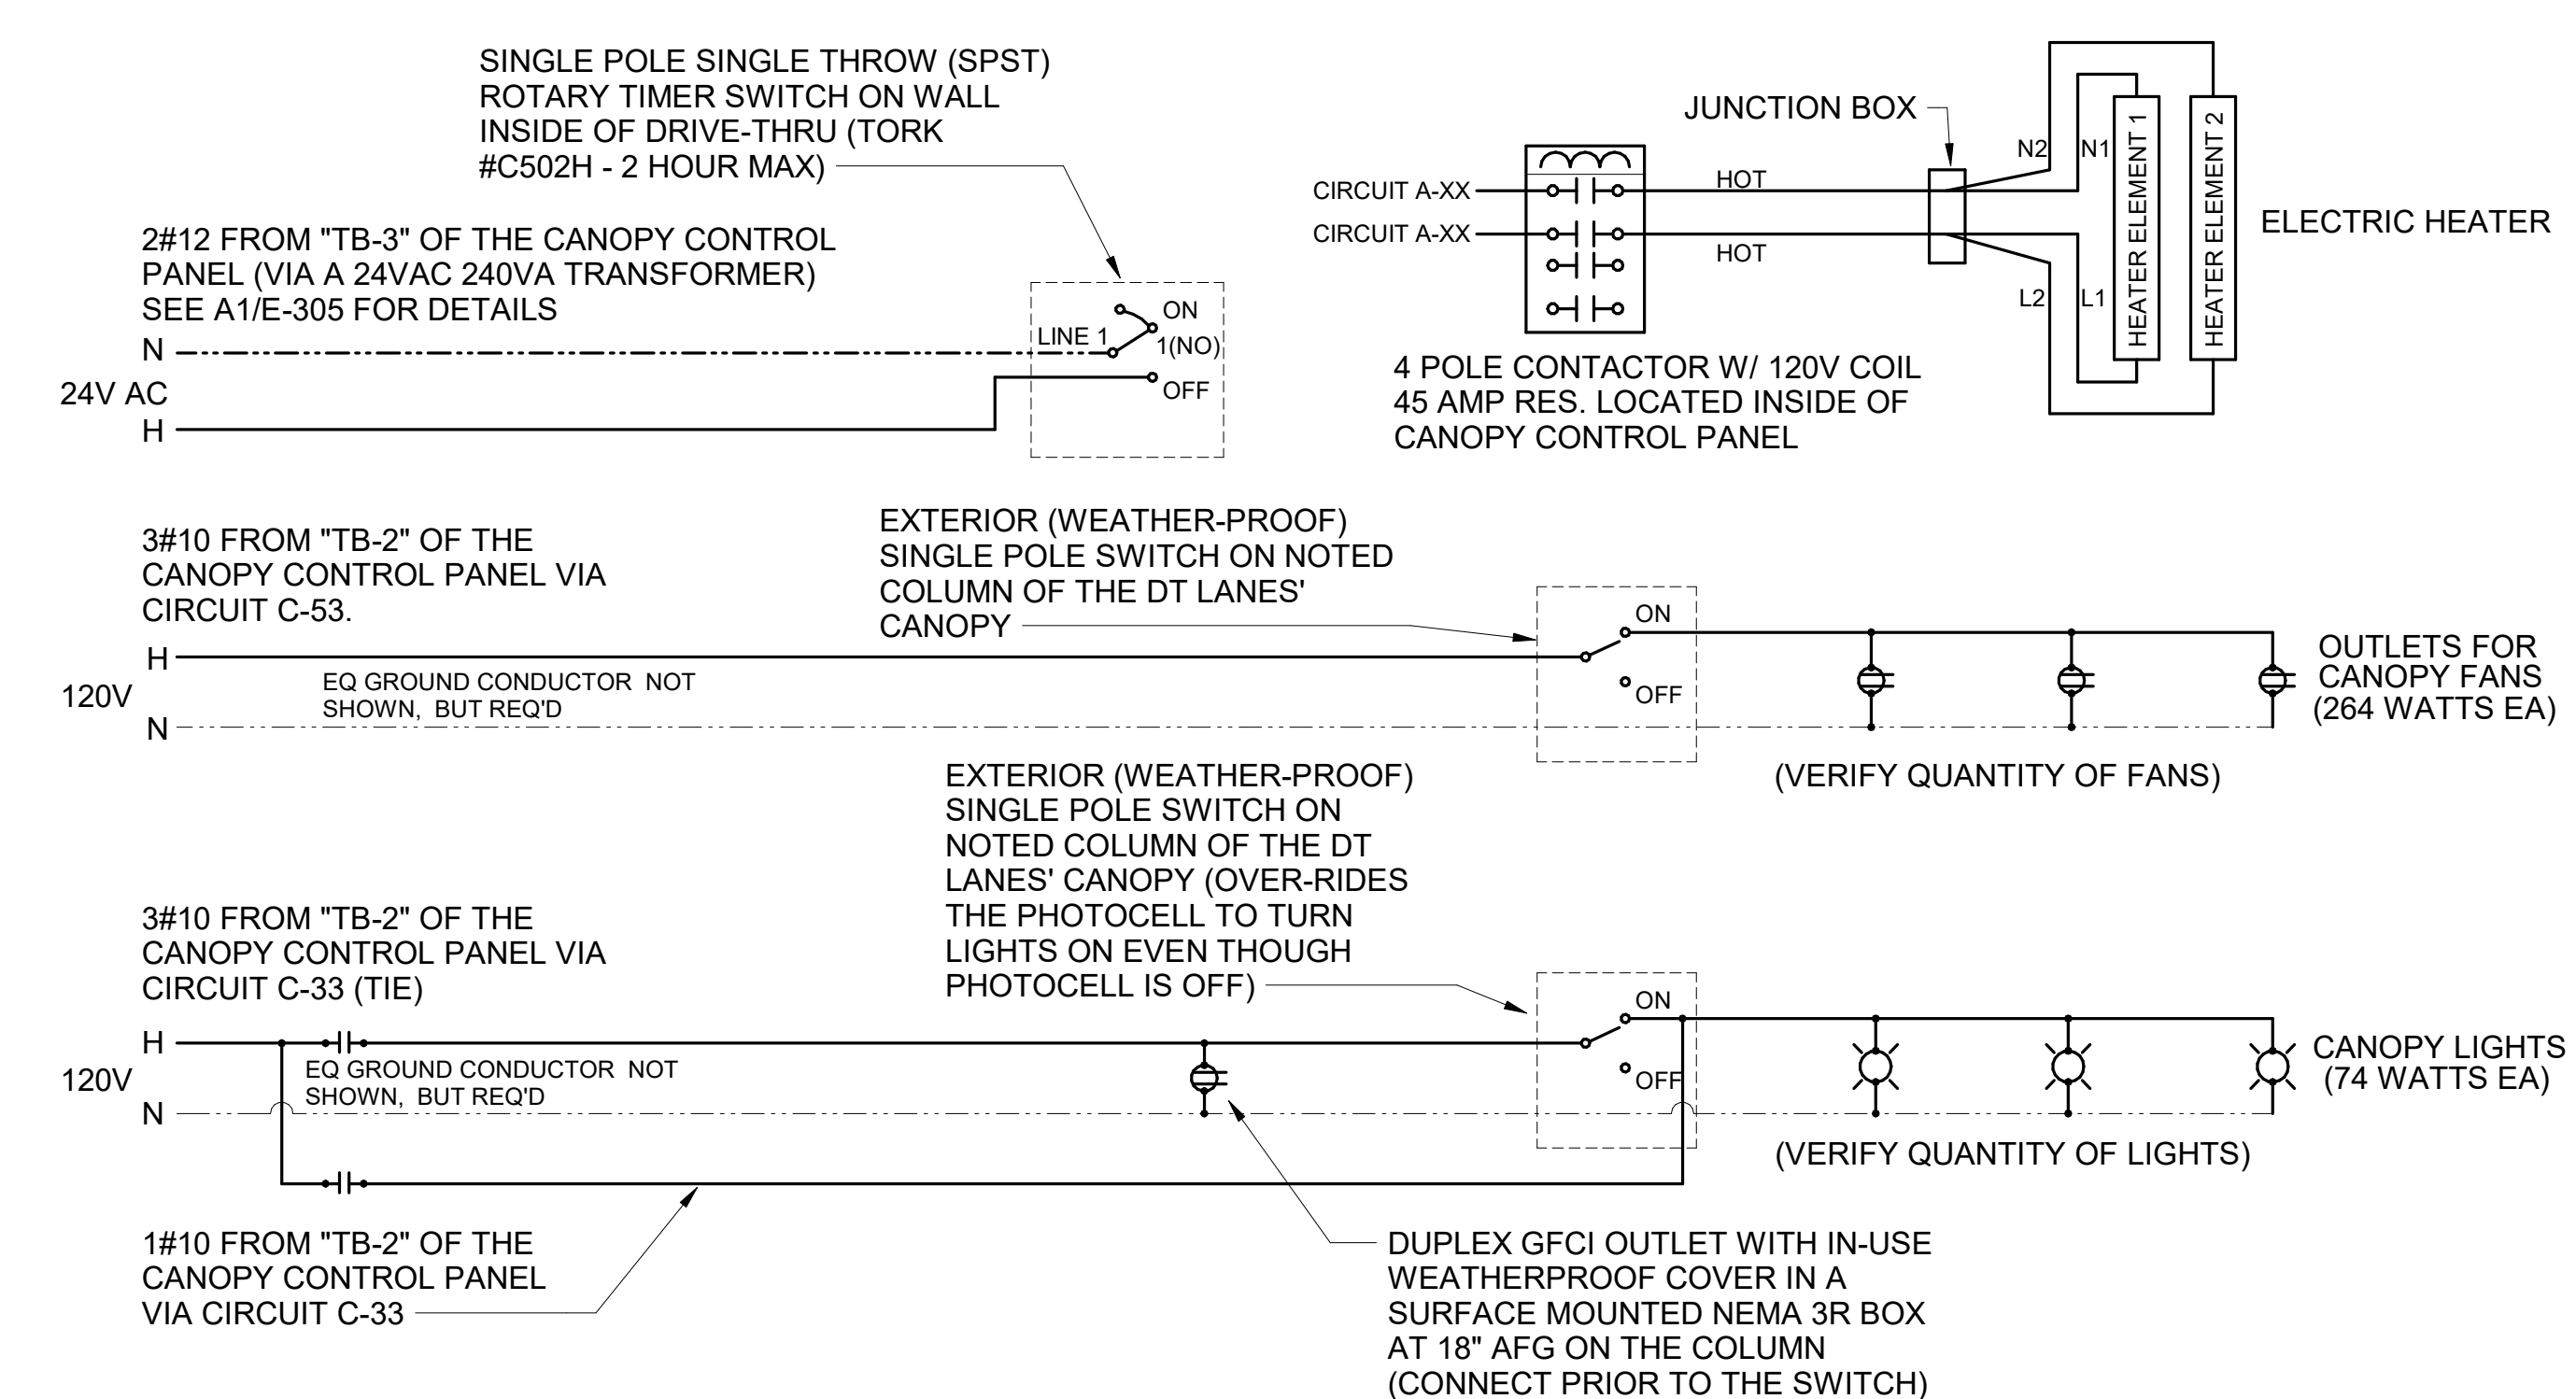 SINGLE POLE SINGLE THROW (SPST)
ROTARY TIMER SWITCH ON WALL
INSIDE OF DRIVE-THRU (TORK
#C502H - 2 HOUR MAX)
2#12 FROM "TB-3" OF THE CANOPY CONTROL
PANEL (VIA A 24VAC 240VA TRANSFORMER)
SEE A1/E-305 FOR DETAILS
N
24V AC
H
LINE 1
ON
1(NO)
OFF
JUNCTION BOX
CIRCUIT A-XX
CIRCUIT A-XX
HOT
HOT
N2
N1
L2
L1
HEATER ELEMENT 1
HEATER ELEMENT 2
ELECTRIC HEATER
4 POLE CONTACTOR W/ 120V COIL
45 AMP RES. LOCATED INSIDE OF
CANOPY CONTROL PANEL
3#10 FROM "TB-2" OF THE
CANOPY CONTROL PANEL VIA
CIRCUIT C-53.
EXTERIOR (WEATHER-PROOF)
SINGLE POLE SWITCH ON NOTED
COLUMN OF THE DT LANES'
CANOPY
H
120V
N
EQ GROUND CONDUCTOR NOT
SHOWN, BUT REQ'D
ON
OFF
OUTLETS FOR
CANOPY FANS
(264 WATTS EA)
(VERIFY QUANTITY OF FANS)
EXTERIOR (WEATHER-PROOF)
SINGLE POLE SWITCH ON
NOTED COLUMN OF THE DT
LANES' CANOPY (OVER-RIDES
THE PHOTOCELL TO TURN
LIGHTS ON EVEN THOUGH
PHOTOCELL IS OFF)
3#10 FROM "TB-2" OF THE
CANOPY CONTROL PANEL VIA
CIRCUIT C-33 (TIE)
H
120V
N
EQ GROUND CONDUCTOR NOT
SHOWN, BUT REQ'D
ON
OFF
CANOPY LIGHTS
(74 WATTS EA)
(VERIFY QUANTITY OF LIGHTS)
1#10 FROM "TB-2" OF THE
CANOPY CONTROL PANEL
VIA CIRCUIT C-33
DUPLEX GFCI OUTLET WITH IN-USE
WEATHERPROOF COVER IN A
SURFACE MOUNTED NEMA 3R BOX
AT 18" AFG ON THE COLUMN
(CONNECT PRIOR TO THE SWITCH)